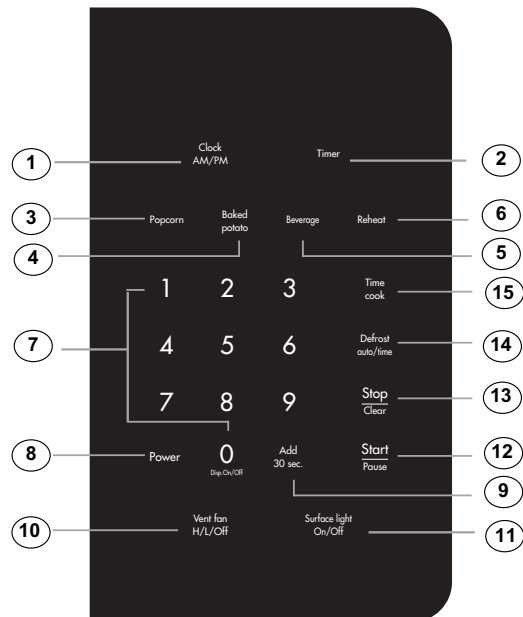 Clock
AM/PM
Timer
1
2
3
Popcorn
Baked
potato
Beverage
Reheat
6
4
5
1 2 3
Time
cook
15
7
4 5 6
Defrost
auto/time
14
7 8 9
Stop
Clear
13
8
Power
0
Disp.On/Off
Add
30 sec.
Start
Pause
12
9
10
Vent fan
H/L/Off
Surface light
On/Off
11